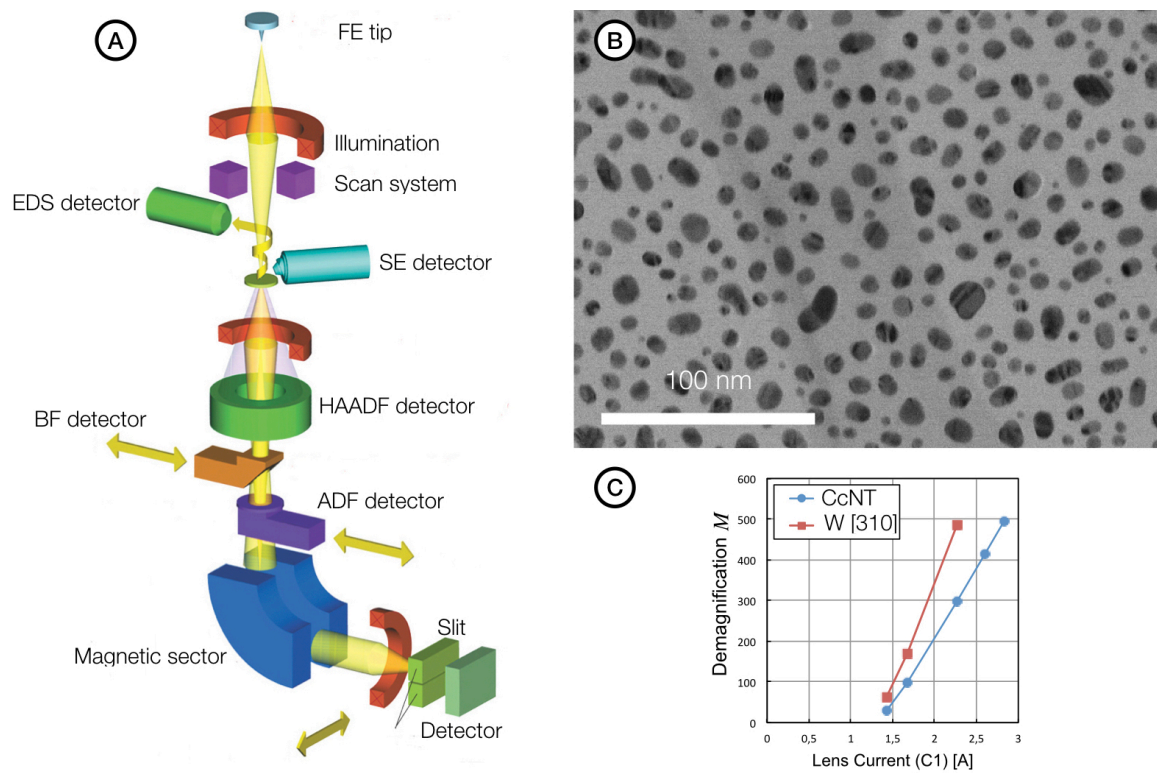 A
FE tip
Illumination
Scan system
EDS detector
SE detector
HAADF detector
BF detector
ADF detector
Magnetic sector
Slit
Detector
B
100 nm
C
600
500
400
300
200
100
0
Demagnification M
CcNT
W [310]
0 0,5 1 1,5 2 2,5 3
Lens Current (C1) [A]